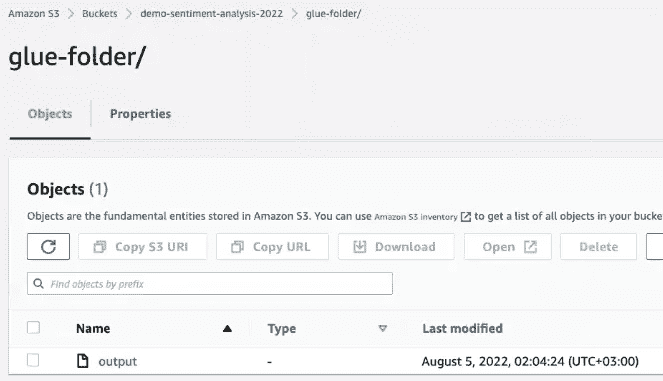 Amazon S3 > Buckets > demo-sentiment-analysis-2022 > glue-folder/
glue-folder/
Objects Properties
Objects (1)
Objects are the fundamental entities stored in Amazon S3. You can use Amazon S3 inventory to get a list of all objects in your bucke
Copy S3 URI Copy URL Download Open Delete
Find objects by prefix
Name Type Last modified
output - August 5, 2022, 02:04:24 (UTC+03:00)